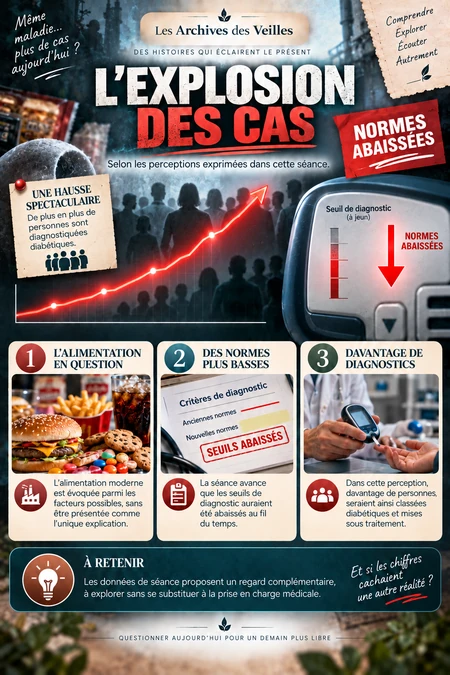 Même
maladie...
plus de cas
aujourd'hui ?
Les Archives des Veilles
DES HISTOIRES QUI ÉCLAIRENT LE PRÉSENT
Comprendre
Explorer
Écouter
Autrement
L'EXPLOSION
DES CAS
NORMES
ABAISSÉES
Selon les perceptions exprimées dans cette séance.
UNE HAUSSE
SPECTACULAIRE
De plus en plus de
personnes sont
diagnostiquées
diabétiques.
Seuil de diagnostic
(à jeun)
NORMES
ABAISSÉES
1 L'ALIMENTATION
EN QUESTION
L'alimentation moderne
est évoquée parmi les
facteurs possibles, sans
être présentée comme
l'unique explication.
2 DES NORMES
PLUS BASSES
Critères de diagnostic
Anciennes normes
Nouvelles normes
SEUILS ABAISSÉS
La séance avance
que les seuils de
diagnostic auraient
été abaissés au fil
du temps.
3 DAVANTAGE DE
DIAGNOSTICS
Dans cette perception,
davantage de personnes
seraient ainsi classées
diabétiques et mises
sous traitement.
À RETENIR
Les données de séance proposent un regard complémentaire,
à explorer sans se substituer à la prise en charge médicale.
Et si les chiffres
cachaient
une autre réalité ?
QUESTIONNER AUJOURD'HUI POUR UN DEMAIN PLUS LIBRE